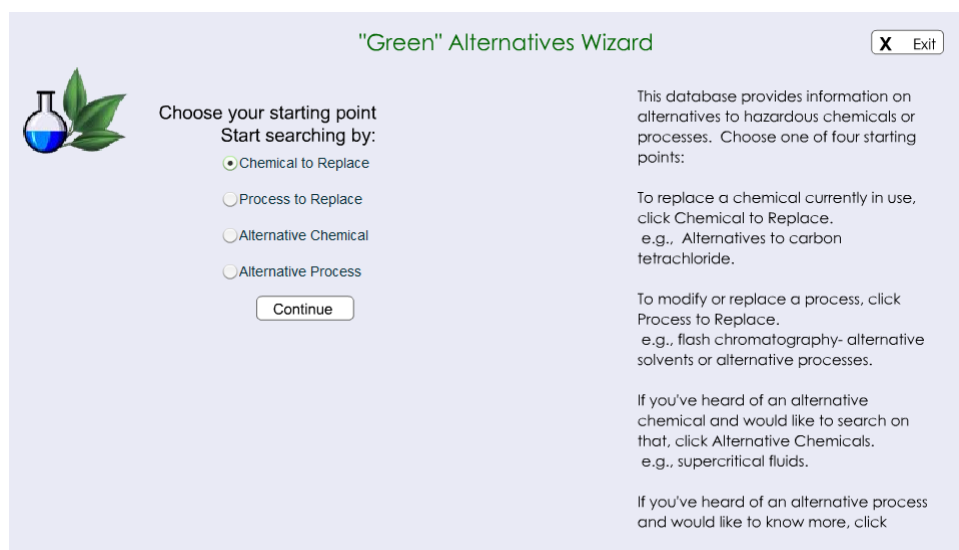 "Green" Alternatives Wizard
X Exit
Choose your starting point
Start searching by:
Chemical to Replace
Process to Replace
Alternative Chemical
Alternative Process
Continue
This database provides information on
alternatives to hazardous chemicals or
processes. Choose one of four starting
points:
To replace a chemical currently in use,
click Chemical to Replace.
e.g., Alternatives to carbon
tetrachloride.
To modify or replace a process, click
Process to Replace.
e.g., flash chromatography- alternative
solvents or alternative processes.
If you've heard of an alternative
chemical and would like to search on
that, click Alternative Chemicals.
e.g., supercritical fluids.
If you've heard of an alternative process
and would like to know more, click